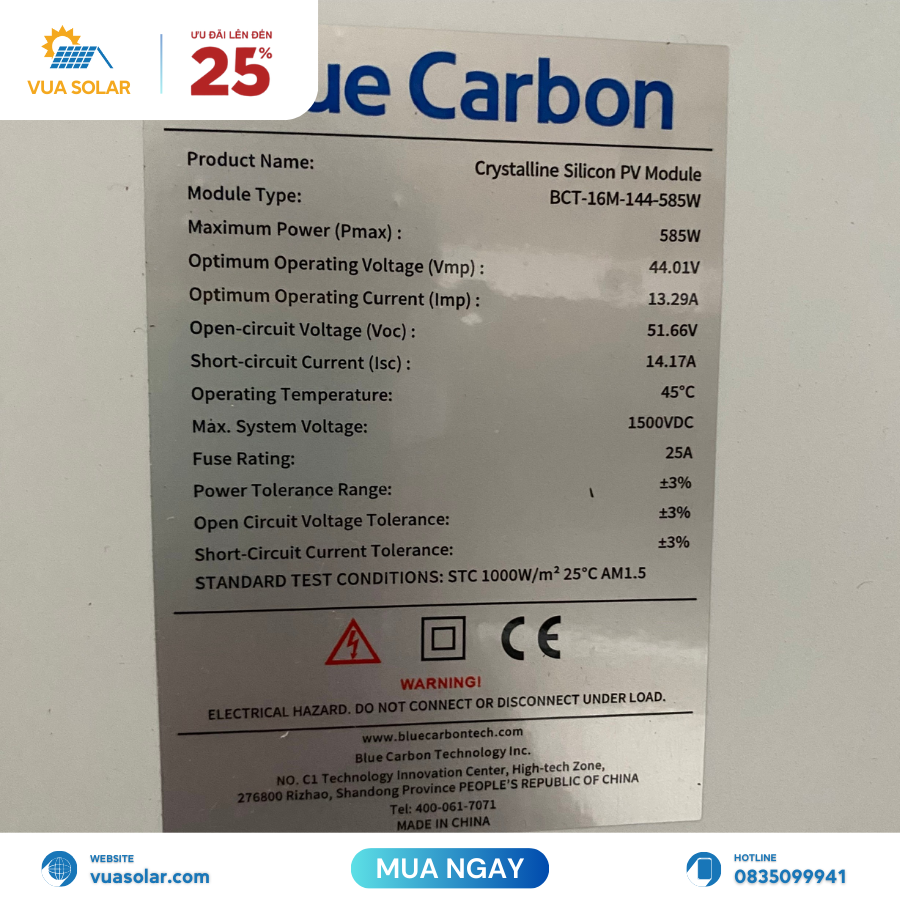 VUA SOLAR
ƯU ĐÃI LÊN ĐẾN
25%
ue Carbon
Product Name: Crystalline Silicon PV Module
Module Type: BCT-16M-144-585W
Maximum Power (Pmax) : 585W
Optimum Operating Voltage (Vmp) : 44.01V
Optimum Operating Current (Imp) : 13.29A
Open-circuit Voltage (Voc) : 51.66V
Short-circuit Current (Isc) : 14.17A
Operating Temperature: 45°C
Max. System Voltage: 1500VDC
Fuse Rating: 25A
Power Tolerance Range: ±3%
Open Circuit Voltage Tolerance: ±3%
Short-Circuit Current Tolerance: ±3%
STANDARD TEST CONDITIONS: STC 1000W/m² 25°C AM1.5
CE
WARNING!
ELECTRICAL HAZARD. DO NOT CONNECT OR DISCONNECT UNDER LOAD.
www.bluecarbontech.com
Blue Carbon Technology Inc.
NO. C1 Technology Innovation Center, High-tech Zone,
276800 Rizhao, Shandong Province PEOPLE'S REPUBLIC OF CHINA
Tel: 400-061-7071
MADE IN CHINA
WEBSITE
vuasolar.com
MUA NGAY
HOTLINE
0835099941